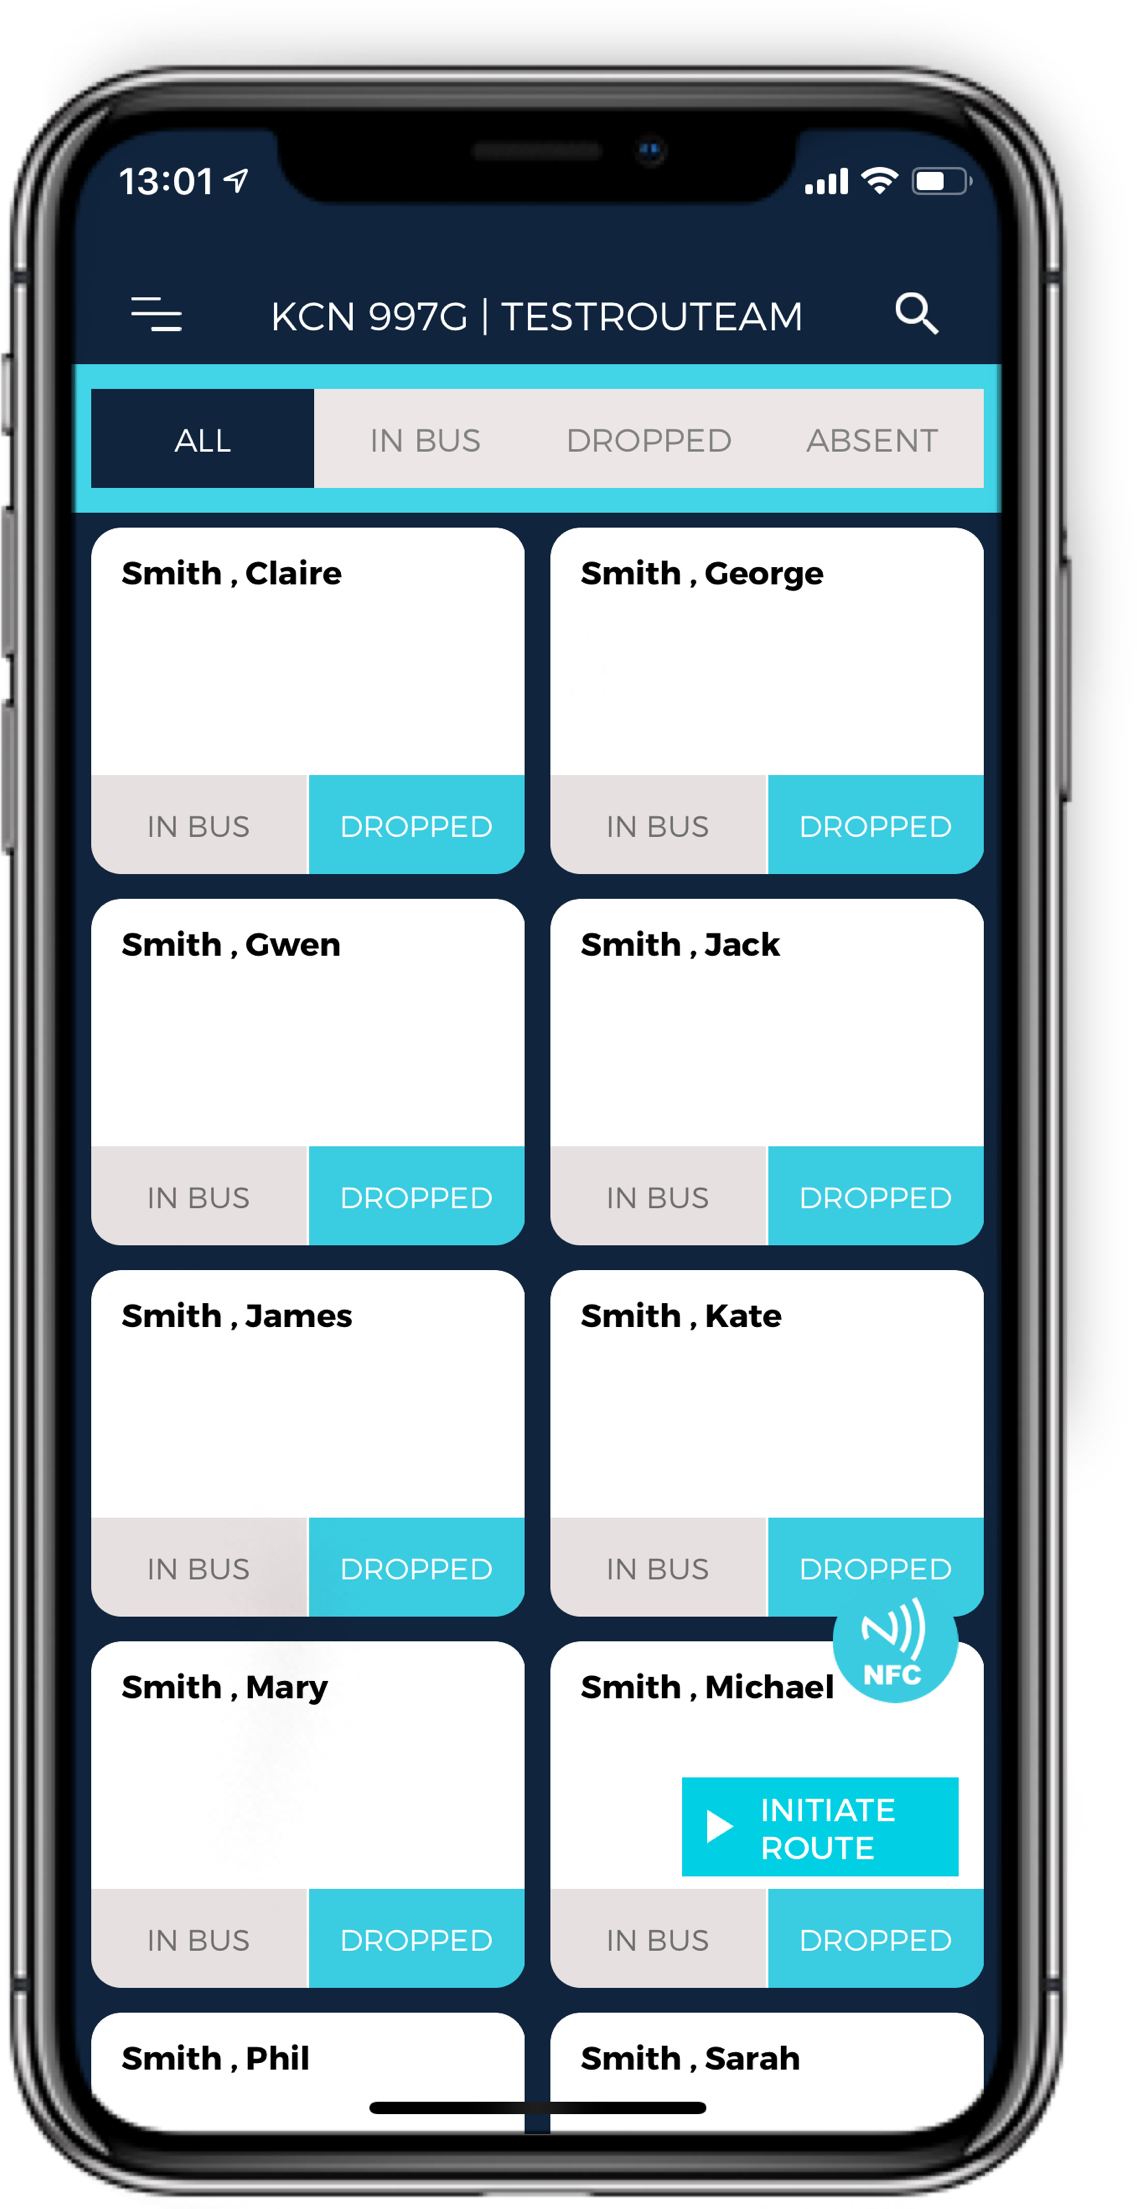 13:01
KCN 997G | TESTROUTEAM
ALL IN BUS DROPPED ABSENT
Smith , Claire
IN BUS DROPPED
Smith , George
IN BUS DROPPED
Smith , Gwen
IN BUS DROPPED
Smith , Jack
IN BUS DROPPED
Smith , James
IN BUS DROPPED
Smith , Kate
IN BUS DROPPED
NFC
Smith , Mary
IN BUS DROPPED
Smith , Michael
INITIATE
ROUTE
IN BUS DROPPED
Smith , Phil
Smith , Sarah